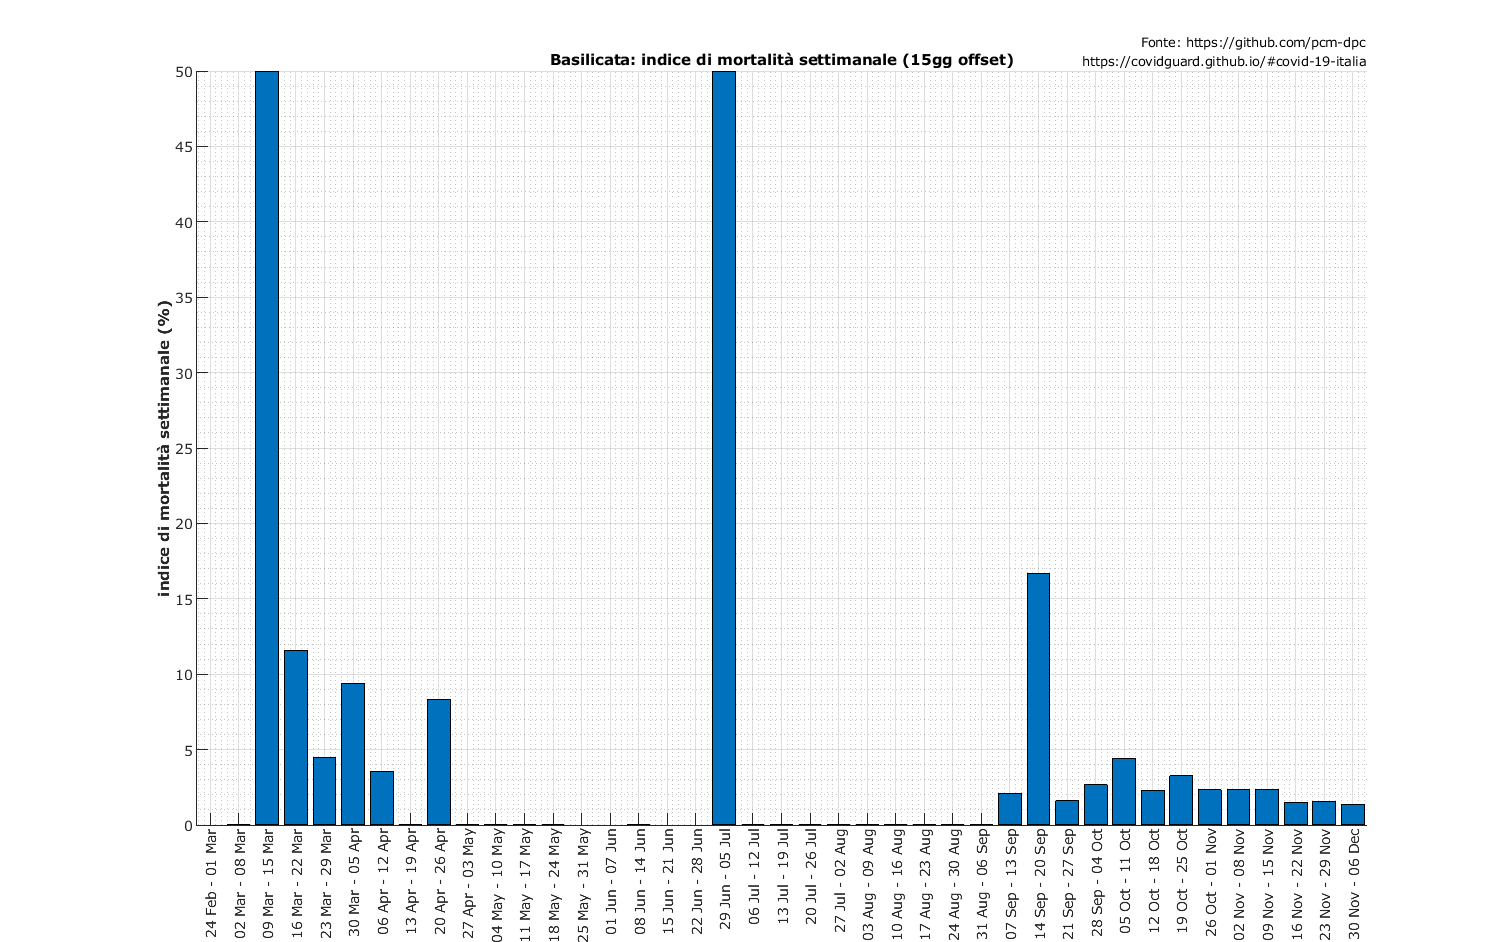 Fonte: https://github.com/pcm-dpc
Basilicata: indice di mortalità settimanale (15gg offset)
https://covidguard.github.io/#covid-19-italia
indice di mortalità settimanale (%)
50
45
40
35
30
25
20
15
10
5
0
24 Feb - 01 Mar
02 Mar - 08 Mar
09 Mar - 15 Mar
16 Mar - 22 Mar
23 Mar - 29 Mar
30 Mar - 05 Apr
06 Apr - 12 Apr
13 Apr - 19 Apr
20 Apr - 26 Apr
27 Apr - 03 May
04 May - 10 May
11 May - 17 May
18 May - 24 May
25 May - 31 May
01 Jun - 07 Jun
08 Jun - 14 Jun
15 Jun - 21 Jun
22 Jun - 28 Jun
29 Jun - 05 Jul
06 Jul - 12 Jul
13 Jul - 19 Jul
20 Jul - 26 Jul
27 Jul - 02 Aug
03 Aug - 09 Aug
10 Aug - 16 Aug
17 Aug - 23 Aug
24 Aug - 30 Aug
31 Aug - 06 Sep
07 Sep - 13 Sep
14 Sep - 20 Sep
21 Sep - 27 Sep
28 Sep - 04 Oct
05 Oct - 11 Oct
12 Oct - 18 Oct
19 Oct - 25 Oct
26 Oct - 01 Nov
02 Nov - 08 Nov
09 Nov - 15 Nov
16 Nov - 22 Nov
23 Nov - 29 Nov
30 Nov - 06 Dec